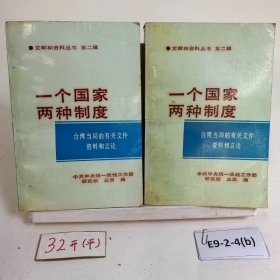 ●文献和资料丛书 第二辑
一个国家
两种制度
台湾当局的有关文件
资料和言论
中共中央统一战线工作部
研究室 三局 编
●文献和资料丛书 第二辑
一个国家
两种制度
台湾当局的有关文件
资料和言论
中共中央统一战线工作部
研究室 三局 编
32开(平)
E9-2-4(b)